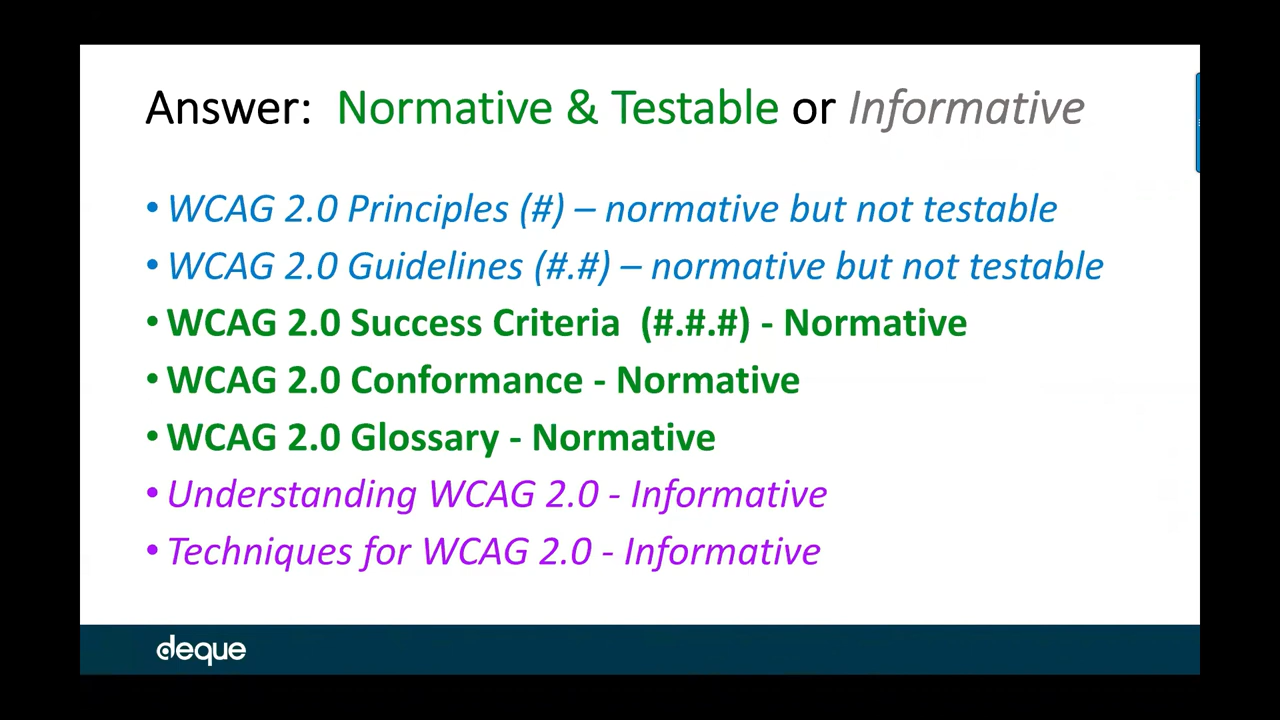 Answer: Normative & Testable or Informative
• WCAG 2.0 Principles (#) – normative but not testable
• WCAG 2.0 Guidelines (#.#) – normative but not testable
• WCAG 2.0 Success Criteria (#.#.#) - Normative
• WCAG 2.0 Conformance - Normative
• WCAG 2.0 Glossary - Normative
• Understanding WCAG 2.0 - Informative
• Techniques for WCAG 2.0 - Informative
deque